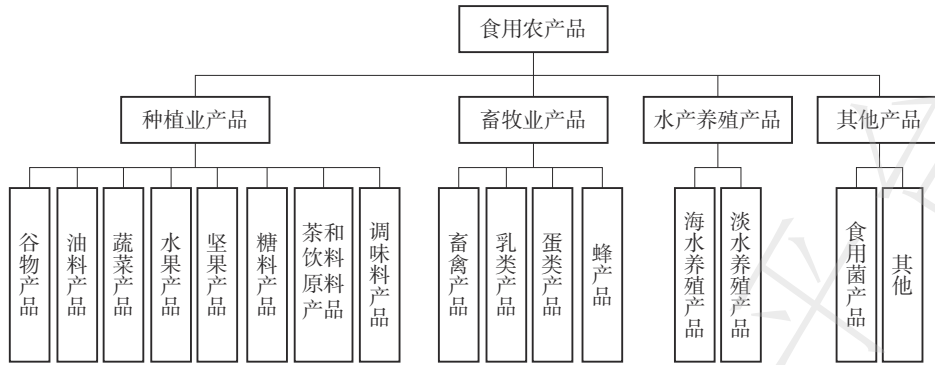 食用农产品
种植业产品
畜牧业产品
水产养殖产品
其他产品
谷物产品
油料产品
蔬菜产品
水果产品
坚果产品
糖料产品
茶和饮料原料产品
调味料产品
畜禽产品
乳类产品
蛋类产品
蜂产品
海水养殖产品
淡水养殖产品
食用菌产品
其他